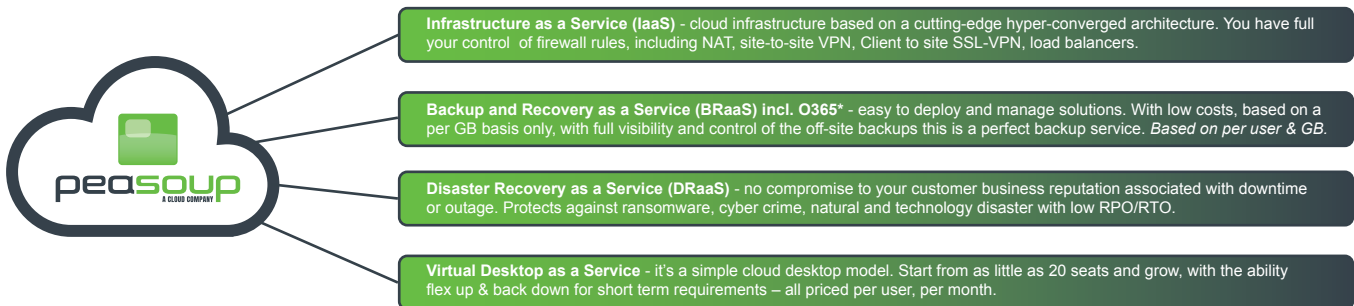 peasoup
A CLOUD COMPANY
Infrastructure as a Service (IaaS) - cloud infrastructure based on a cutting-edge hyper-converged architecture. You have full
your control of firewall rules, including NAT, site-to-site VPN, Client to site SSL-VPN, load balancers.
Backup and Recovery as a Service (BRaaS) incl. O365* - easy to deploy and manage solutions. With low costs, based on a
per GB basis only, with full visibility and control of the off-site backups this is a perfect backup service. Based on per user & GB.
Disaster Recovery as a Service (DRaaS) - no compromise to your customer business reputation associated with downtime
or outage. Protects against ransomware, cyber crime, natural and technology disaster with low RPO/RTO.
Virtual Desktop as a Service - it's a simple cloud desktop model. Start from as little as 20 seats and grow, with the ability
flex up & back down for short term requirements – all priced per user, per month.